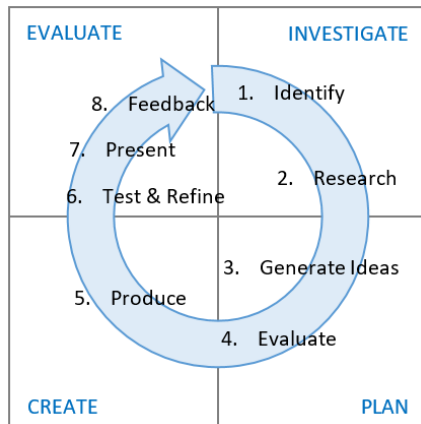 EVALUATE
INVESTIGATE
1. Identify
2. Research
3. Generate Ideas
4. Evaluate
5. Produce
6. Test & Refine
7. Present
8. Feedback
CREATE
PLAN